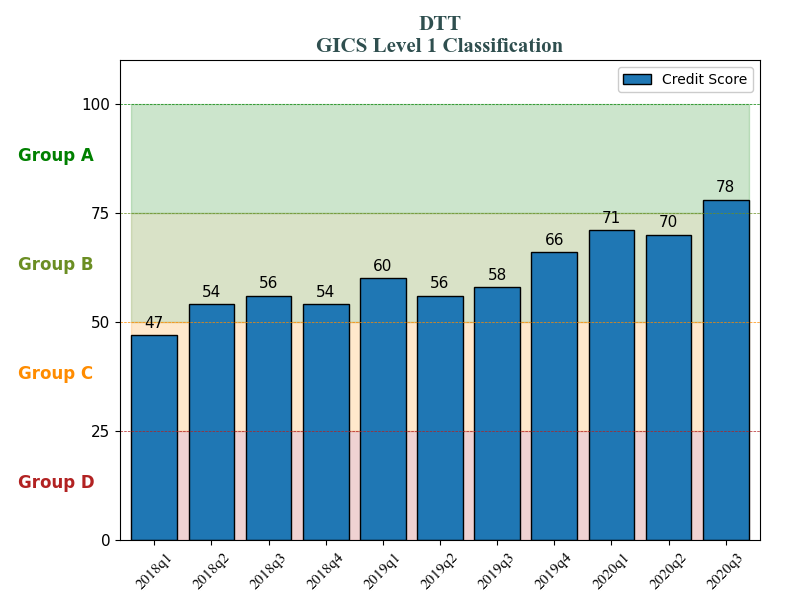 DTT
GICS Level 1 Classification
Credit Score
100
Group A
78
75
71
70
66
Group B
60
58
54
56
54
56
50
47
Group C
25
Group D
0
2018q1 2018q2 2018q3 2018q4 2019q1 2019q2 2019q3 2019q4 2020q1 2020q2 2020q3